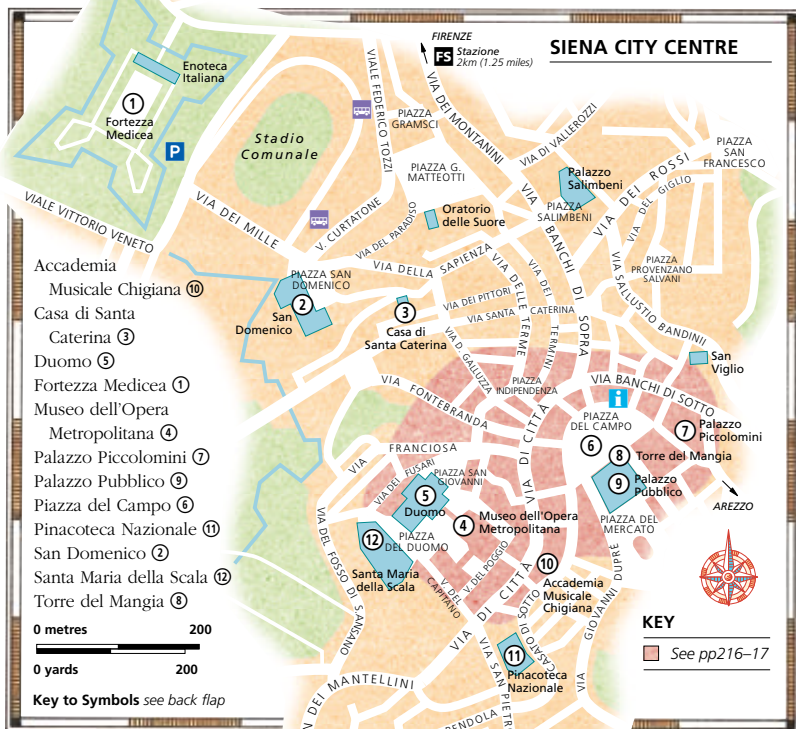 SIENA CITY CENTRE
FIRENZE
FS Stazione
2km (1.25 miles)
Enoteca
Italiana
1
Fortezza
Medicea
P
Stadio
Comunale
VIALE FEDERICO TOZZI
PIAZZA
GRAMSCI
VIA DEI MONTANINI
VIA DI VALLEROZZI
PIAZZA
SAN
FRANCESCO
PIAZZA G.
MATTEOTTI
Palazzo
Salimbeni
PIAZZA
SALIMBENI
VIA DEI ROSSI
VIA DEL GIGLIO
VIALE VITTORIO VENETO
VIA DEI MILLE
V. CURTATONE
VIA DEL PARADISO
Oratorio
delle Suore
VIA BANCHI DI SOPRA
PIAZZA
PROVENZANO
SALVANI
VIA SALLUSTIO BANDINI
VIA DELLA SAPIENZA
PIAZZA SAN
DOMENICO
2
San
Domenico
3
Casa di
Santa Caterina
VIA DEI PITTORI
VIA SANTA CATERINA
VIA DELLE TERME
VIA DEI TERMINI
VIA D. GALLUZZA
San
Viglio
Accademia
Musicale Chigiana 10
Casa di Santa
Caterina 3
Duomo 5
Fortezza Medicea 1
Museo dell'Opera
Metropolitana 4
Palazzo Piccolomini 7
Palazzo Pubblico 9
Piazza del Campo 6
Pinacoteca Nazionale 11
San Domenico 2
Santa Maria della Scala 12
Torre del Mangia 8
VIA FONTEBRANDA
PIAZZA
INDIPENDENZA
VIA BANCHI DI SOTTO
i
PIAZZA
DEL CAMPO
6
7
Palazzo
Piccolomini
8
Torre del Mangia
9
Palazzo
Pubblico
AREZZO
PIAZZA DEL
MERCATO
VIA FRANCIOSA
VIA DEI FUSARI
PIAZZA SAN
GIOVANNI
VIA DI CITTÀ
5
Duomo
4
Museo dell'Opera
Metropolitana
12
PIAZZA
DEL DUOMO
Santa Maria
della Scala
VIA DEL FOSSO DI SANSANO
V. DEL CAPITANO
V. DEL POGGIO
VIA DI CITTÀ
10
Accademia
Musicale
Chigiana
CASATO DI SOTTO
VIA GIOVANNI DUPRE
11
Pinacoteca
Nazionale
VIA SAN PIETRO
N DEI MANTELLINI
ENDOLA
0 metres 200
0 yards 200
Key to Symbols see back flap
KEY
See pp216–17